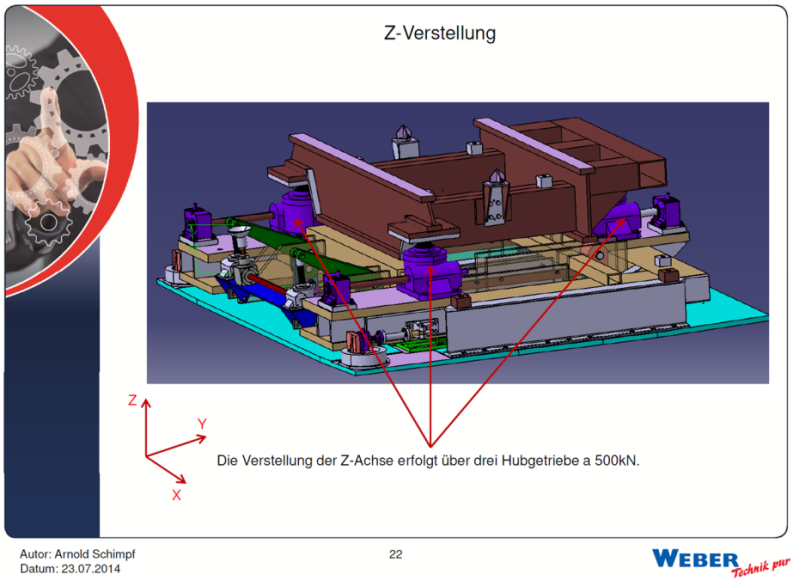 Z-Verstellung
Z
Y
X
Die Verstellung der Z-Achse erfolgt über drei Hubgetriebe a 500kN.
Autor: Arnold Schimpf
Datum: 23.07.2014
22
WEBER
Technik pur